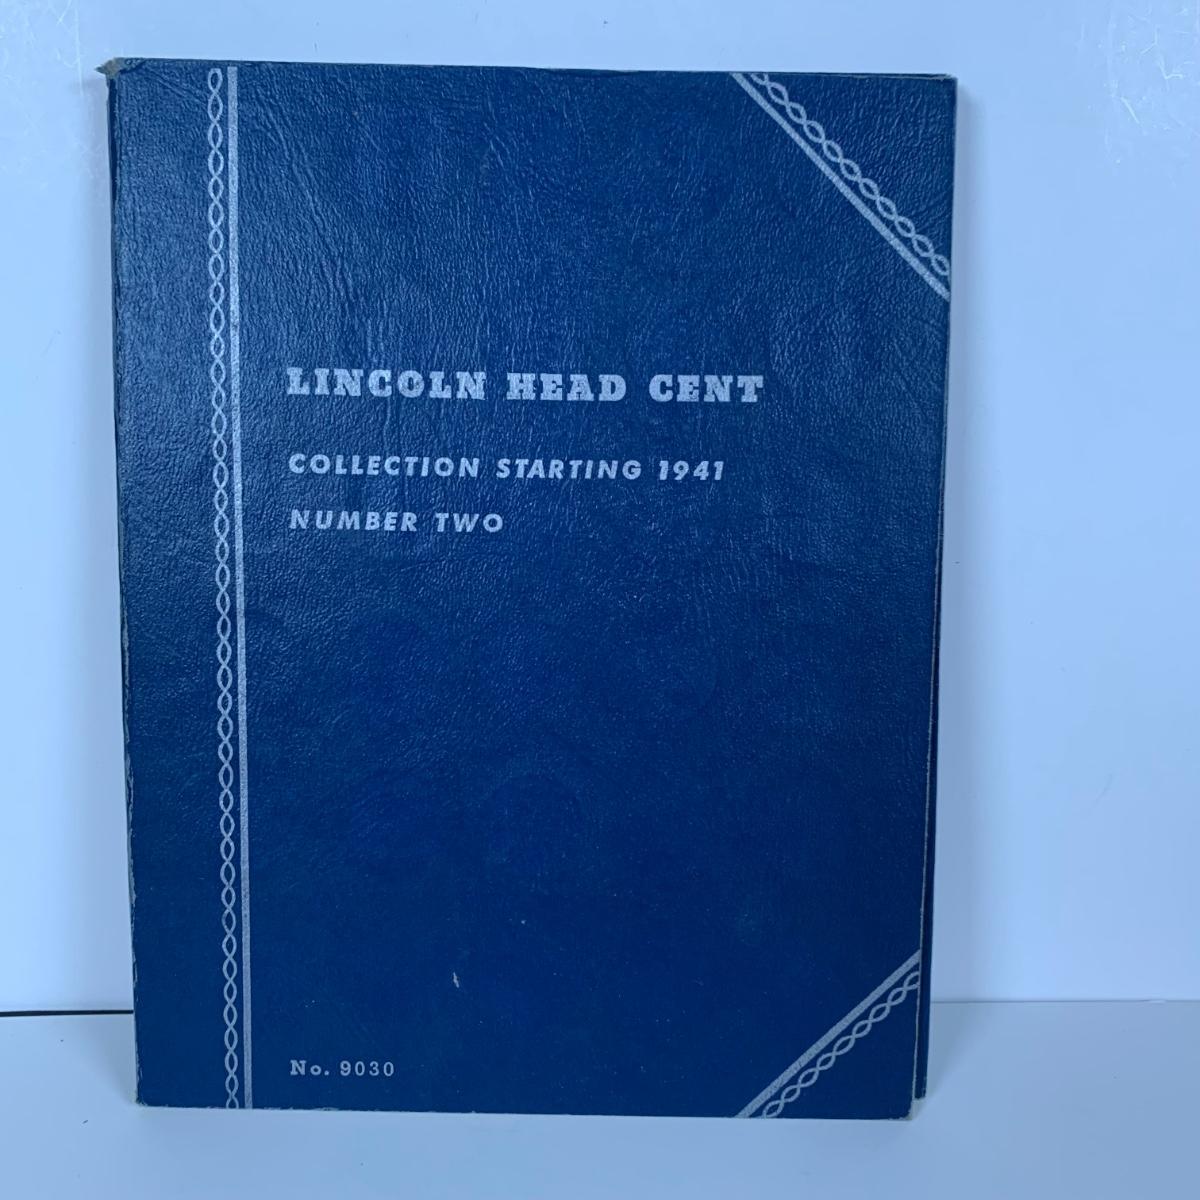 LINCOLN HEAD CENT
COLLECTION STARTING 1941
NUMBER TWO
No. 9030